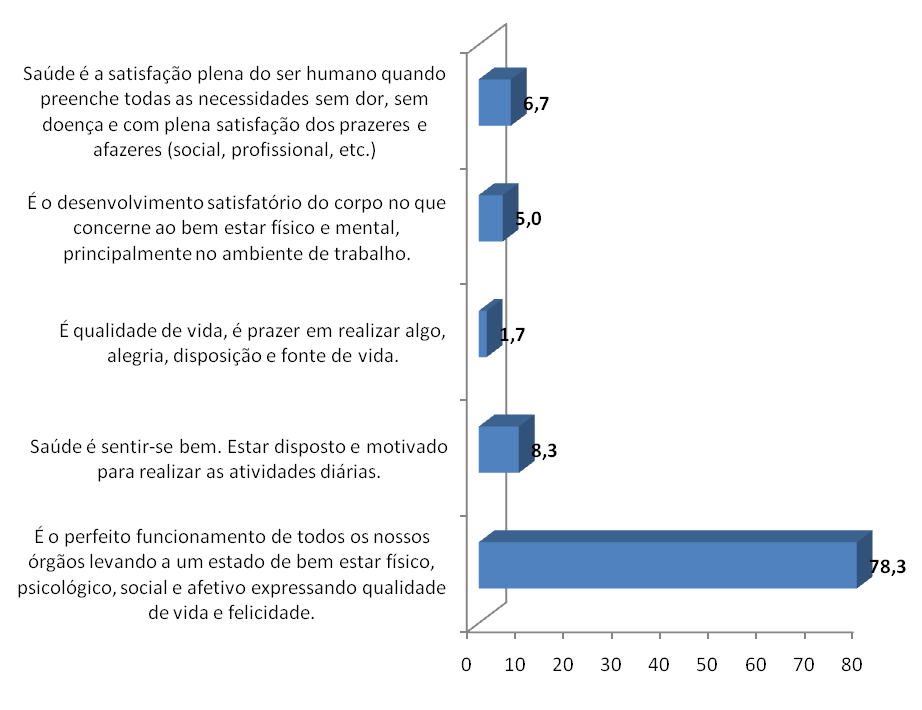 Saúde é a satisfação plena do ser humano quando
preenche todas as necessidades sem dor, sem
doença e com plena satisfação dos prazeres e
afazeres (social, profissional, etc.)
6,7
É o desenvolvimento satisfatório do corpo no que
concerne ao bem estar físico e mental,
principalmente no ambiente de trabalho.
5,0
É qualidade de vida, é prazer em realizar algo,
alegria, disposição e fonte de vida.
1,7
Saúde é sentir-se bem. Estar disposto e motivado
para realizar as atividades diárias.
8,3
É o perfeito funcionamento de todos os nossos
órgãos levando a um estado de bem estar físico,
psicológico, social e afetivo expressando qualidade
de vida e felicidade.
78,3
0 10 20 30 40 50 60 70 80